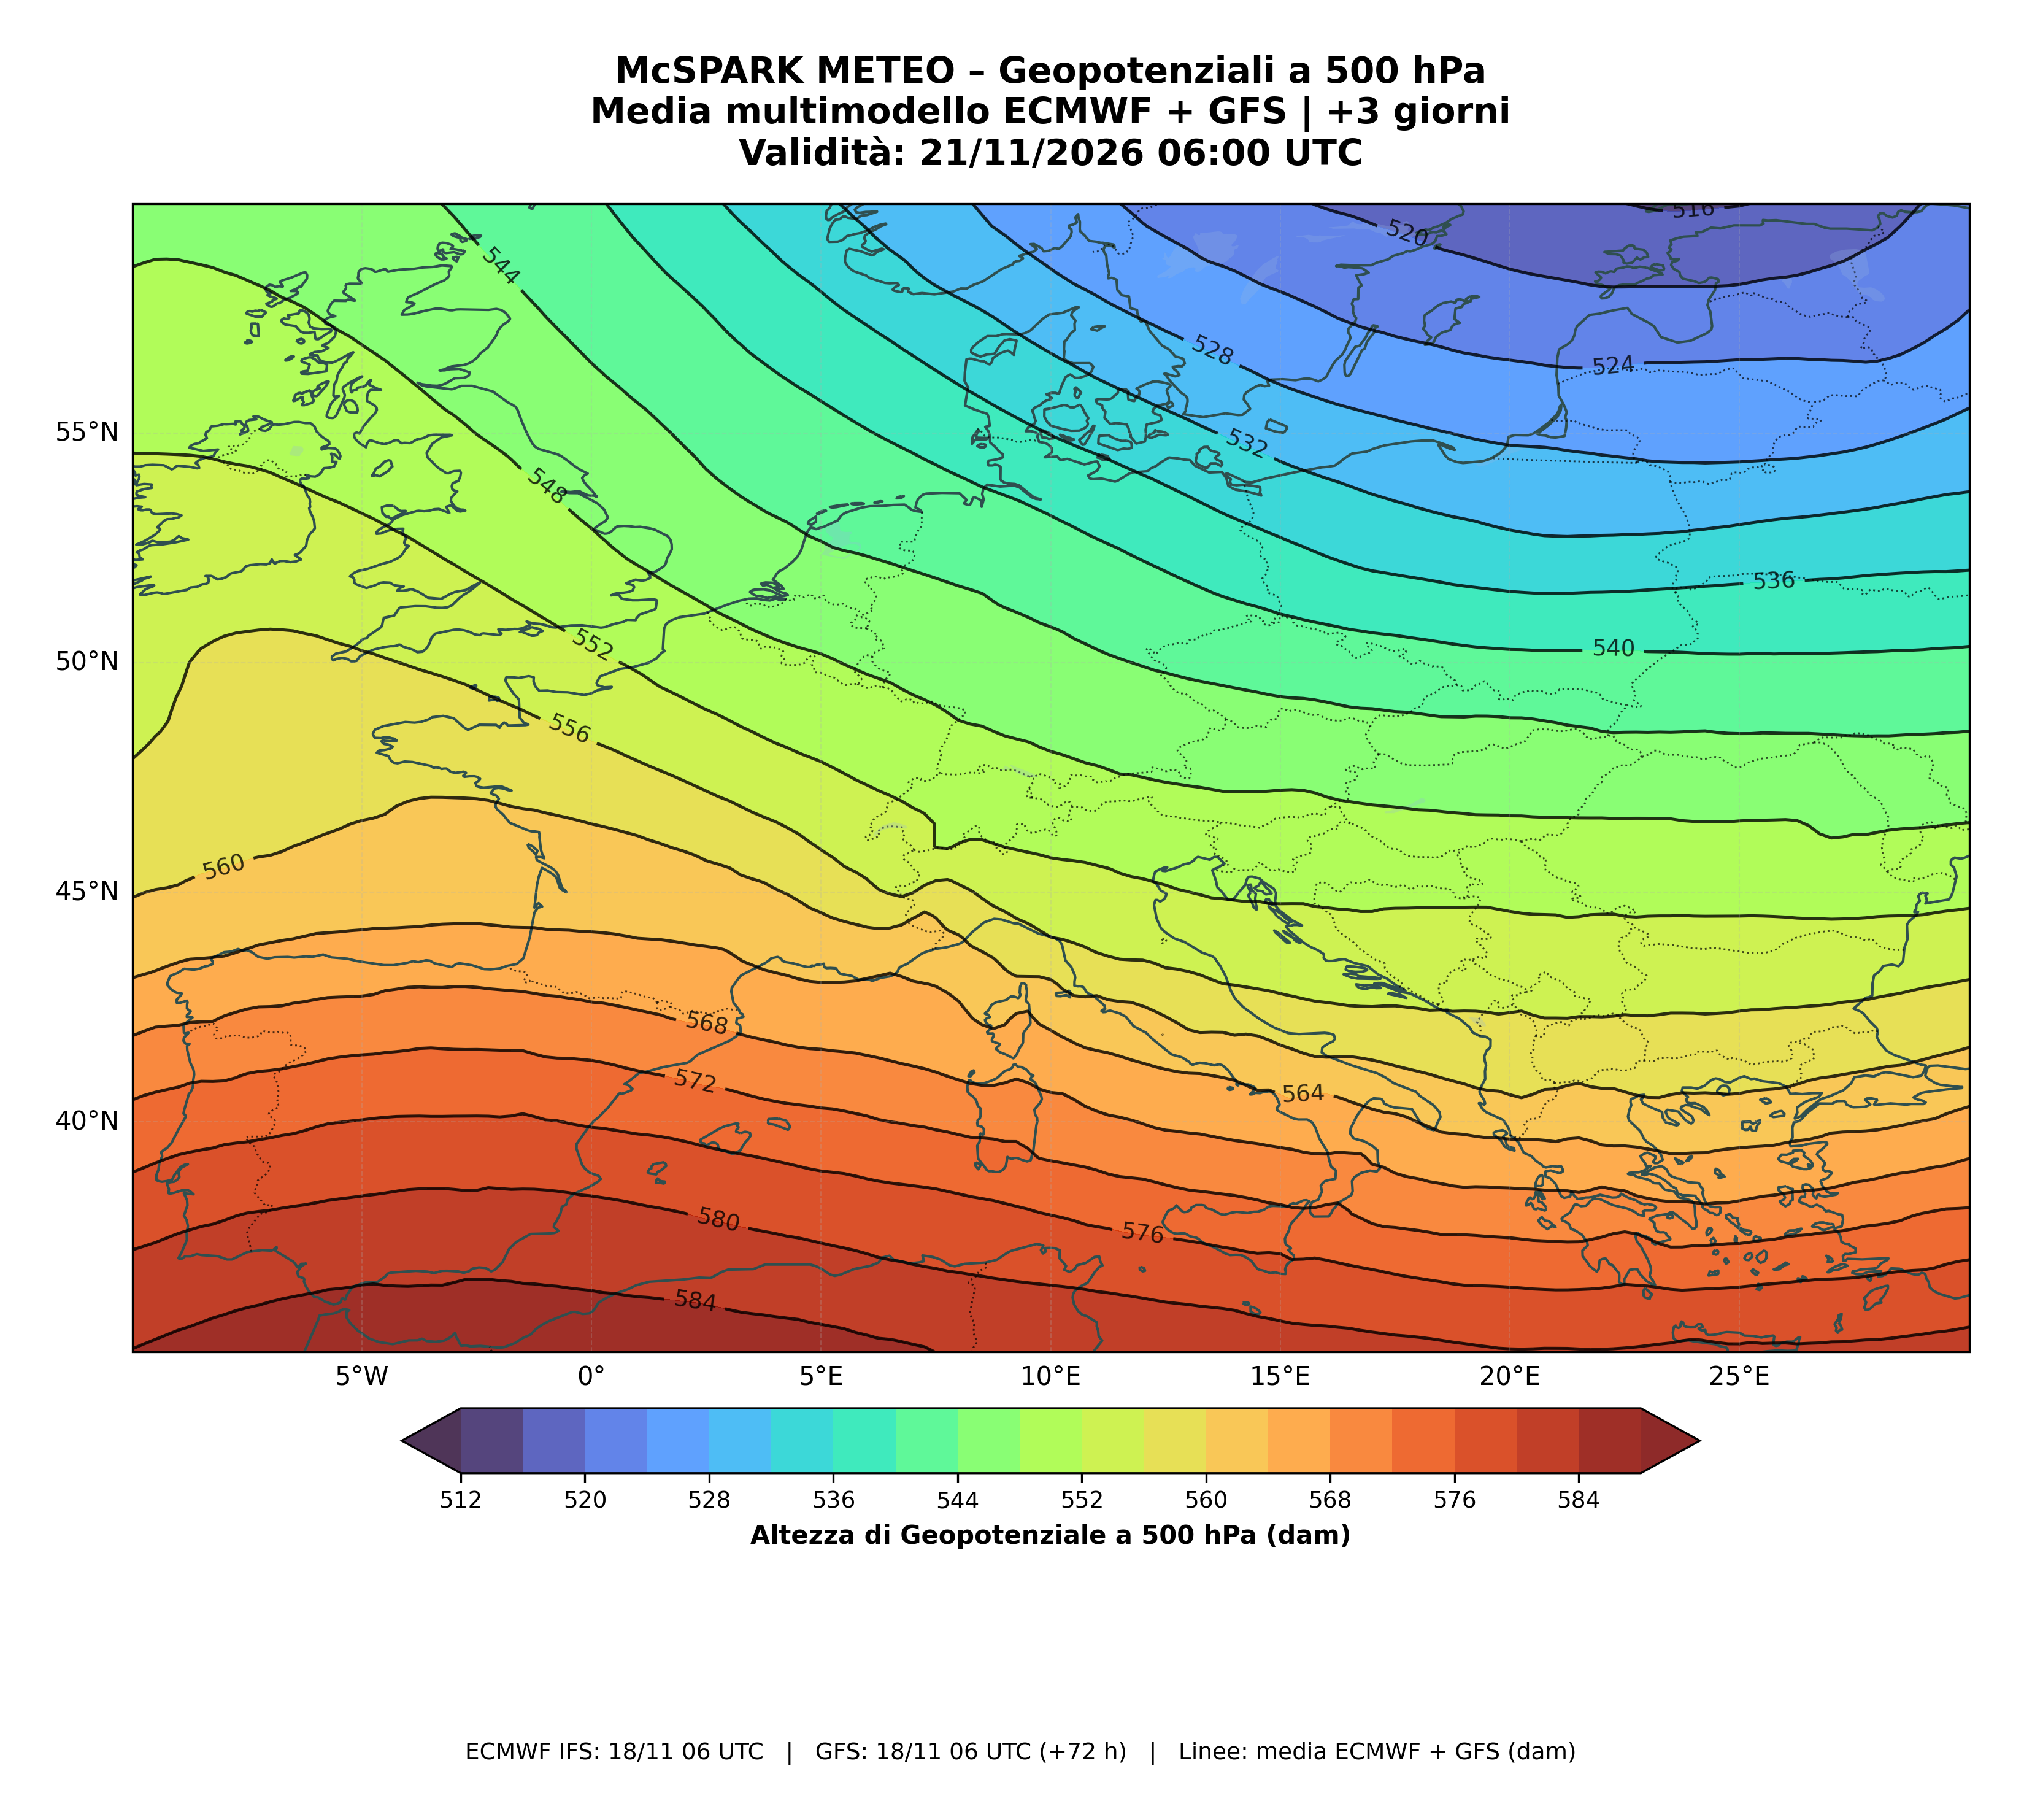 McSPARK METEO – Geopotenziali a 500 hPa
Media multimodello ECMWF + GFS | +3 giorni
Validità: 21/11/2026 06:00 UTC
516
520
544
528
524
55°N
532
548
536
552
540
50°N
556
560
45°N
568
572
564
40°N
580
576
584
5°W 0° 5°E 10°E 15°E 20°E 25°E
512 520 528 536 544 552 560 568 576 584
Altezza di Geopotenziale a 500 hPa (dam)
ECMWF IFS: 18/11 06 UTC | GFS: 18/11 06 UTC (+72 h) | Linee: media ECMWF + GFS (dam)